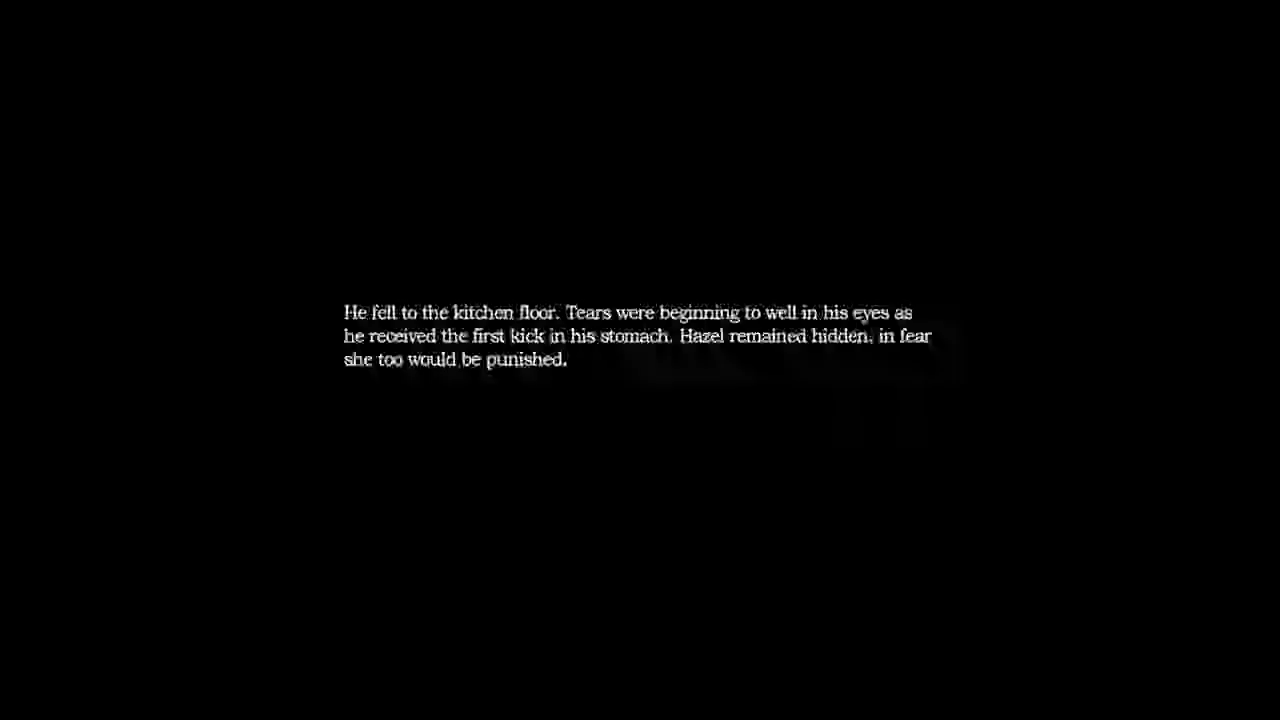 He fell to the kitchen floor. Tears were beginning to well in his eyes as
he received the first kick in his stomach. Hazel remained hidden, in fear
she too would be punished.